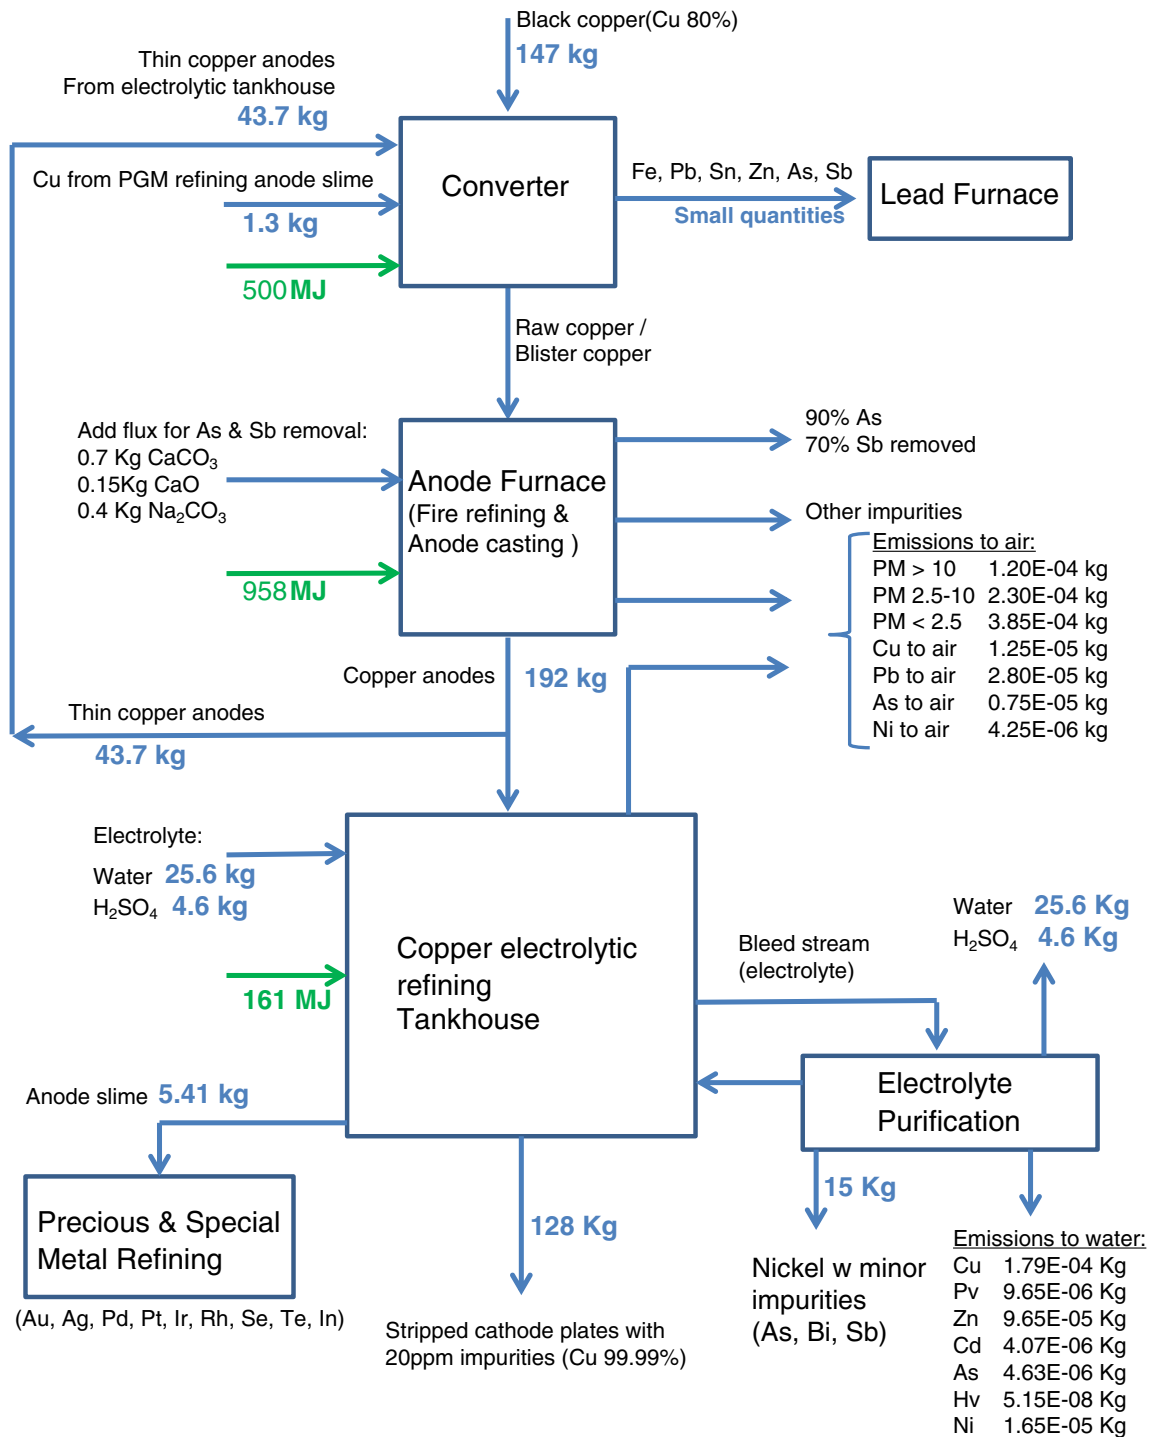 Black copper(Cu 80%)
147 kg
Thin copper anodes
From electrolytic tankhouse
43.7 kg
Cu from PGM refining anode slime
1.3 kg
500 MJ
Converter
Fe, Pb, Sn, Zn, As, Sb
Small quantities
Lead Furnace
Raw copper /
Blister copper
Add flux for As & Sb removal:
0.7 Kg CaCO₃
0.15Kg CaO
0.4 Kg Na₂CO₃
958 MJ
Anode Furnace
(Fire refining &
Anode casting )
90% As
70% Sb removed
Other impurities
Emissions to air:
PM > 10 1.20E-04 kg
PM 2.5-10 2.30E-04 kg
PM < 2.5 3.85E-04 kg
Cu to air 1.25E-05 kg
Pb to air 2.80E-05 kg
As to air 0.75E-05 kg
Ni to air 4.25E-06 kg
Copper anodes
192 kg
Thin copper anodes
43.7 kg
Electrolyte:
Water 25.6 kg
H₂SO₄ 4.6 kg
161 MJ
Copper electrolytic
refining
Tankhouse
Bleed stream
(electrolyte)
Water 25.6 Kg
H₂SO₄ 4.6 Kg
Electrolyte
Purification
Anode slime 5.41 kg
Precious & Special
Metal Refining
(Au, Ag, Pd, Pt, Ir, Rh, Se, Te, In)
128 Kg
Stripped cathode plates with
20ppm impurities (Cu 99.99%)
15 Kg
Nickel w minor
impurities
(As, Bi, Sb)
Emissions to water:
Cu 1.79E-04 Kg
Pv 9.65E-06 Kg
Zn 9.65E-05 Kg
Cd 4.07E-06 Kg
As 4.63E-06 Kg
Hv 5.15E-08 Kg
Ni 1.65E-05 Kg